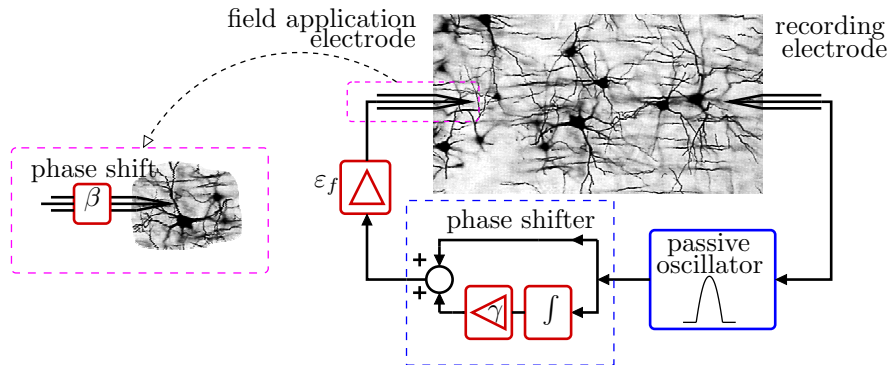 field application
electrode
recording
electrode
phase shift
β
ε_f
phase shifter
+
+
γ
∫
passive
oscillator